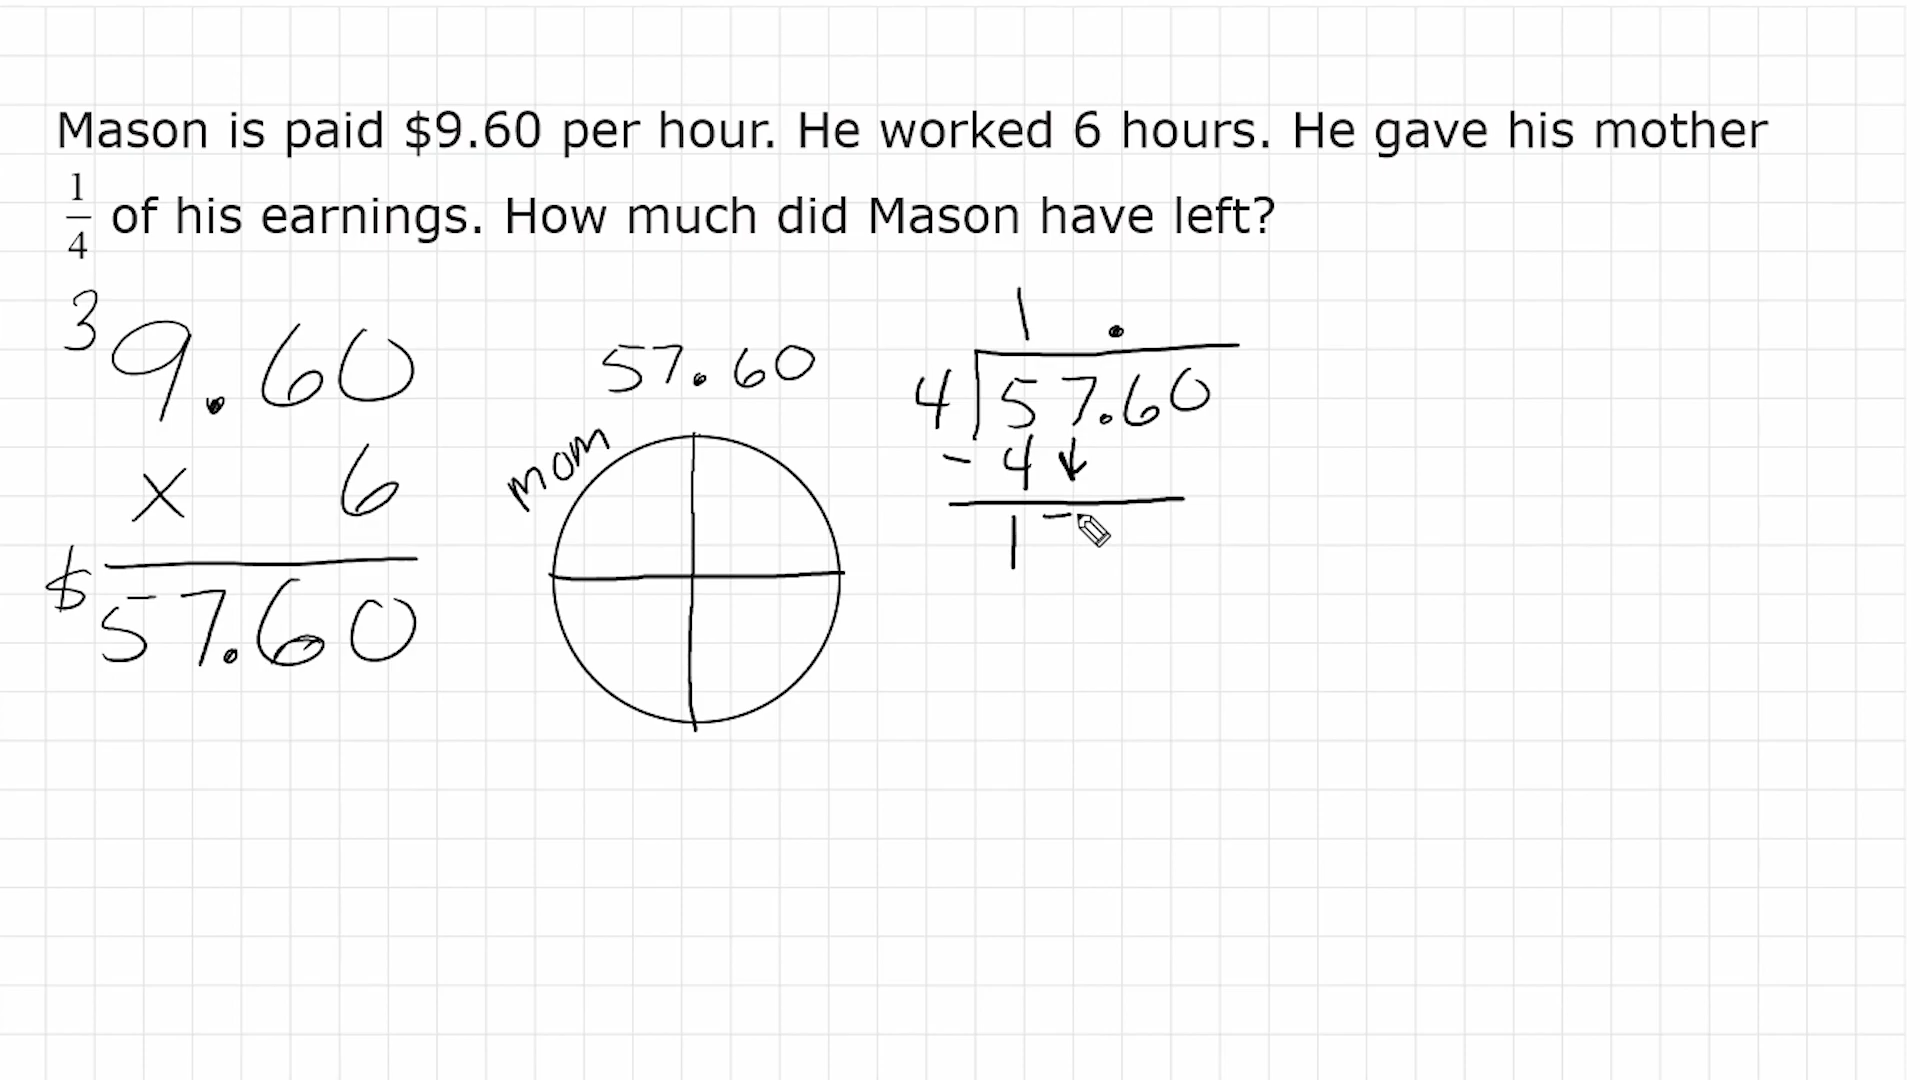 Mason is paid $9.60 per hour. He worked 6 hours. He gave his mother
1/4 of his earnings. How much did Mason have left?
3
9.60
x 6
$57.60
57.60
mom
1 .
4 57.60
- 4
1